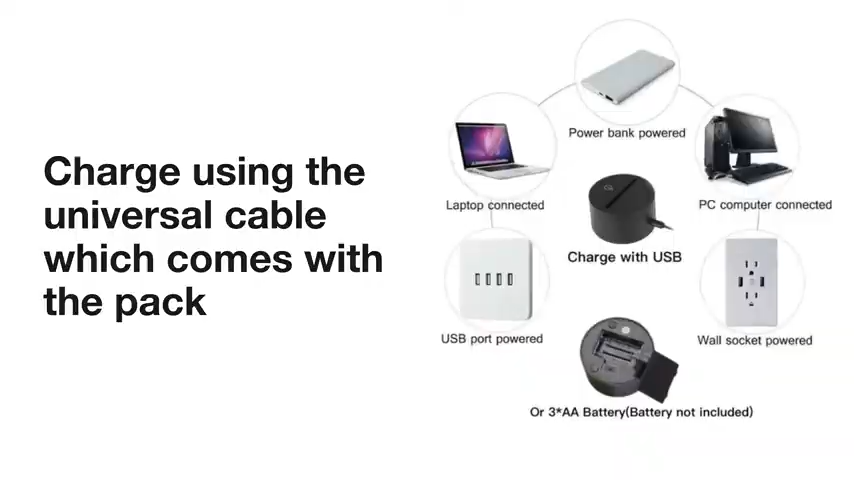 Charge using the
universal cable
which comes with
the pack
Power bank powered
Laptop connected
PC computer connected
Charge with USB
USB port powered
Wall socket powered
Or 3*AA Battery(Battery not included)